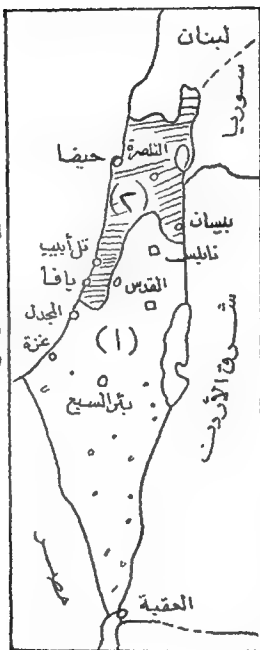 لبنان
سوريا
الناصرة
حيفا
(٢)
بيسان
نابلس
تل أبيب
يافا
القدس
المجدل
(١)
غزة
بئر السبع
شرق الأردن
مصر
العقبة